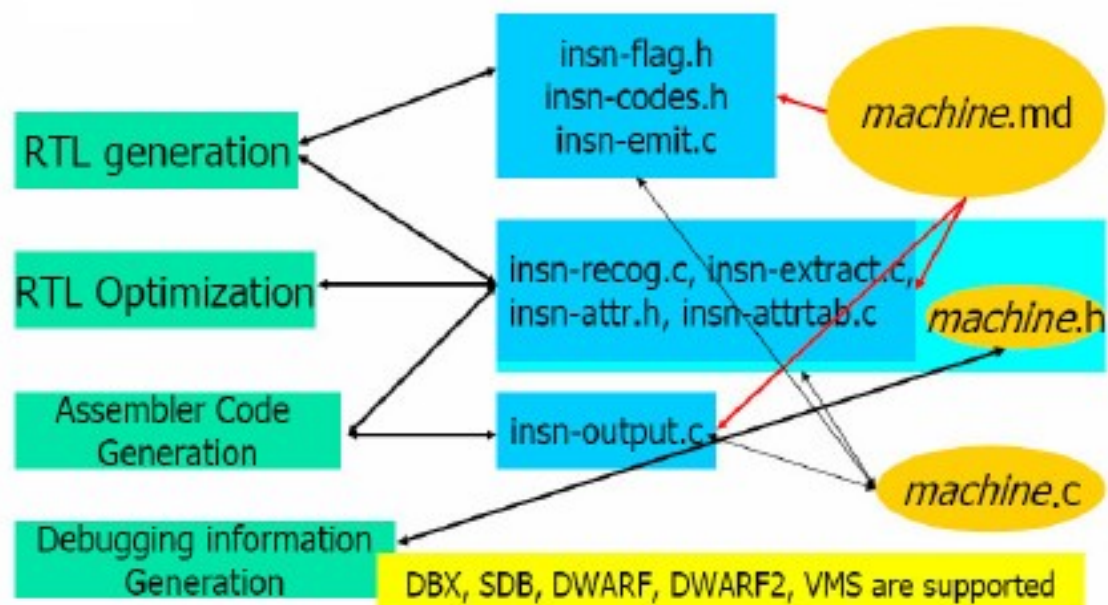 insn-flag.h
insn-codes.h
insn-emit.c
machine.md
RTL generation
RTL Optimization
insn-recog.c, insn-extract.c,
insn-attr.h, insn-attrtab.c
machine.h
Assembler Code
Generation
insn-output.c
machine.c
Debugging information
Generation
DBX, SDB, DWARF, DWARF2, VMS are supported